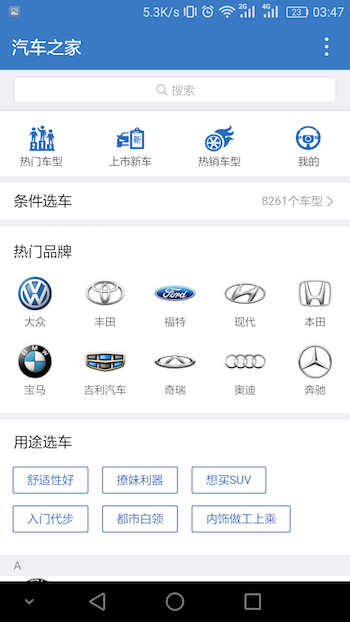 5.3K/s 2G 4G 23 03:47
汽车之家
搜索
热门车型 上市新车 热销车型 我的
条件选车 8261个车型
热门品牌
Ford
大众 丰田 福特 现代 本田
BMW
宝马 吉利汽车 奇瑞 奥迪 奔驰
用途选车
舒适性好 撩妹利器 想买SUV
入门代步 都市白领 内饰做工上乘
A